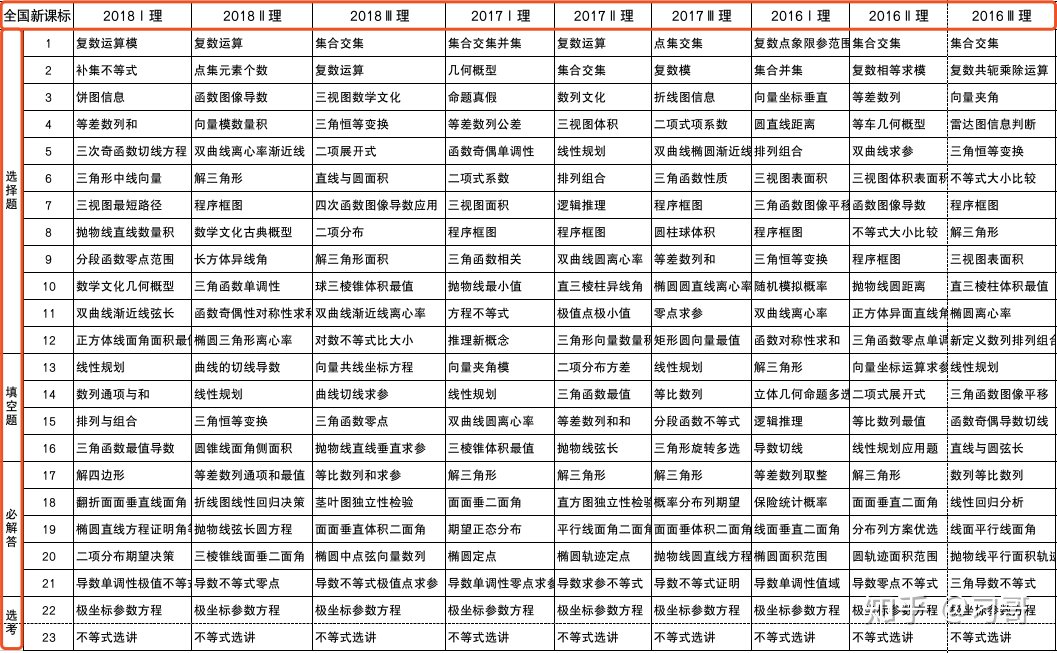 全国新课标 2018Ⅰ理 2018Ⅱ理 2018Ⅲ理 2017Ⅰ理 2017Ⅱ理 2017Ⅲ理 2016Ⅰ理 2016Ⅱ理 2016Ⅲ理
选择题
1 复数运算模 复数运算 集合交集 集合交集并集 复数运算 点集交集 复数点象限参范围 集合交集 集合交集
2 补集不等式 点集元素个数 复数运算 几何概型 集合交集 复数模 集合并集 复数相等求模 复数共轭乘除运算
3 饼图信息 函数图像导数 三视图数学文化 命题真假 数列文化 折线图信息 向量坐标垂直 等差数列 向量夹角
4 等差数列和 向量模数量积 三角恒等变换 等差数列公差 三视图体积 二项式项系数 圆直线距离 等车几何概型 雷达图信息判断
5 三次奇函数切线方程 双曲线离心率渐近线 二项展开式 函数奇偶单调性 线性规划 双曲线椭圆渐近线 排列组合 双曲线求参 三角恒等变换
6 三角形中线向量 解三角形 直线与圆面积 二项式系数 排列组合 三角函数性质 三视图表面积 三视图体积表面积 不等式大小比较
7 三视图最短路径 程序框图 四次函数图像导数应用 三视图面积 逻辑推理 程序框图 三角函数图像平移 函数图像导数 程序框图
8 抛物线直线数量积 数学文化古典概型 二项分布 程序框图 程序框图 圆柱球体积 程序框图 不等式大小比较 解三角形
9 分段函数零点范围 长方体异线角 解三角形面积 三角函数相关 双曲线圆离心率 等差数列和 三角恒等变换 程序框图 三视图表面积
10 数学文化几何概型 三角函数单调性 球三棱锥体积最值 抛物线最小值 直三棱柱异线角 椭圆圆直线离心率 随机模拟概率 抛物线圆距离 直三棱柱体积最值
11 双曲线渐近线弦长 函数奇偶性对称性求和 双曲线渐近线离心率 方程不等式 极值点极小值 零点求参 双曲线离心率 正方体异面直线角 椭圆离心率
12 正方体线面角面积最值 椭圆三角形离心率 对数不等式比大小 推理新概念 三角形向量数量积 矩形圆向量最值 函数对称性求和 三角函数零点单调 新定义数列排列组合
填空题
13 线性规划 曲线的切线导数 向量共线坐标方程 向量夹角模 二项分布方差 线性规划 解三角形 向量坐标运算求参 线性规划
14 数列通项与和 线性规划 曲线切线求参 线性规划 三角函数最值 等比数列 立体几何命题多选 二项式展开式 三角函数图像平移
15 排列与组合 三角恒等变换 三角函数零点 双曲线圆离心率 等差数列和和 分段函数不等式 逻辑推理 等比数列最值 函数奇偶导数切线
16 三角函数最值导数 圆锥线面角侧面积 抛物线直线垂直求参 三棱锥体积最值 抛物线弦长 三角形旋转多选 导数切线 线性规划应用题 直线与圆弦长
必解答
17 解四边形 等差数列通项和最值 等比数列和求参 解三角形 解三角形 解三角形 等差数列取整 解三角形 数列等比数列
18 翻折面面垂直线面角 折线图线性回归决策 茎叶图独立性检验 面面垂二面角 直方图独立性检验 概率分布列期望 保险统计概率 面面垂直二面角 线性回归分析
19 椭圆直线方程证明角等 抛物线弦长圆方程 面面垂直体积二面角 期望正态分布 平行线面角二面角 面面垂体积二面角 线面垂直二面角 分布列方案优选 线面平行线面角
20 二项分布期望决策 三棱锥线面垂二面角 椭圆中点弦向量数列 椭圆定点 椭圆轨迹定点 抛物线圆直线方程 椭圆面积范围 圆轨迹面积范围 抛物线平行面积轨迹
21 导数单调性极值不等式 导数不等式零点 导数不等式极值点求参 导数单调性零点求参 导数求参不等式 导数不等式证明 导数单调性值域 导数零点不等式 三角导数不等式
选考
22 极坐标参数方程 极坐标参数方程 极坐标参数方程 极坐标参数方程 极坐标参数方程 极坐标参数方程 极坐标参数方程 极坐标参数方程 极坐标参数方程
23 不等式选讲 不等式选讲 不等式选讲 不等式选讲 不等式选讲 不等式选讲 不等式选讲 不等式选讲 不等式选讲
知乎 @刁哥